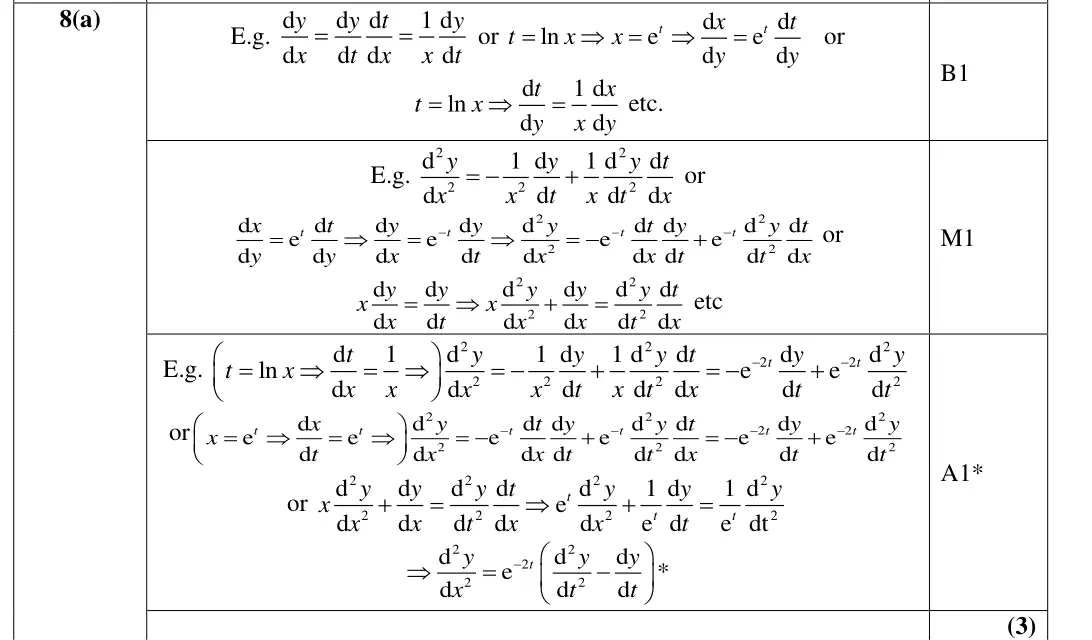 8(a)
E.g. dy/dx = dy/dt dt/dx = 1/x dy/dt or t = ln x ⇒ x = e^t ⇒ dx/dy = e^t dt/dy or
t = ln x ⇒ dt/dy = 1/x dx/dy etc.
B1
E.g. d²y/dx² = −1/x² dy/dt + 1/x d²y/dt² dt/dx or
dx/dy = e^t dt/dy ⇒ dy/dx = e^−t dy/dt ⇒ d²y/dx² = −e^−t dt/dx dy/dt + e^−t d²y/dt² dt/dx or
x dy/dx = dy/dt ⇒ x d²y/dx² + dy/dx = d²y/dt² dt/dx etc
M1
E.g. (t = ln x ⇒ dt/dx = 1/x ⇒) d²y/dx² = −1/x² dy/dt + 1/x d²y/dt² dt/dx = −e^−2t dy/dt + e^−2t d²y/dt²
or (x = e^t ⇒ dx/dt = e^t ⇒) d²y/dx² = −e^−t dt/dx dy/dt + e^−t d²y/dt² dt/dx = −e^−2t dy/dt + e^−2t d²y/dt²
or x d²y/dx² + dy/dx = d²y/dt² dt/dx ⇒ e^t d²y/dx² + 1/e^t dy/dt = 1/e^t d²y/dt²
⇒ d²y/dx² = e^−2t (d²y/dt² − dy/dt)*
A1*
(3)